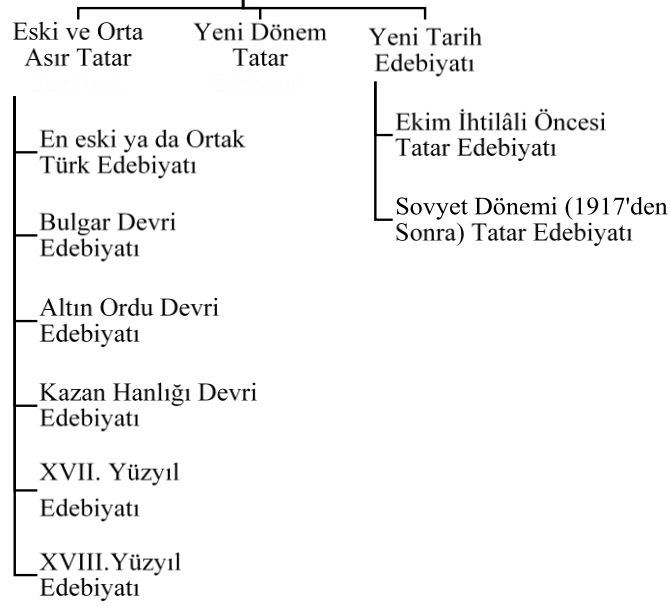 Eski ve Orta
Asır Tatar
Yeni Dönem
Tatar
Yeni Tarih
Edebiyatı
En eski ya da Ortak
Türk Edebiyatı
Bulgar Devri
Edebiyatı
Altın Ordu Devri
Edebiyatı
Kazan Hanlığı Devri
Edebiyatı
XVII. Yüzyıl
Edebiyatı
XVIII.Yüzyıl
Edebiyatı
Ekim İhtilâli Öncesi
Tatar Edebiyatı
Sovyet Dönemi (1917'den
Sonra) Tatar Edebiyatı